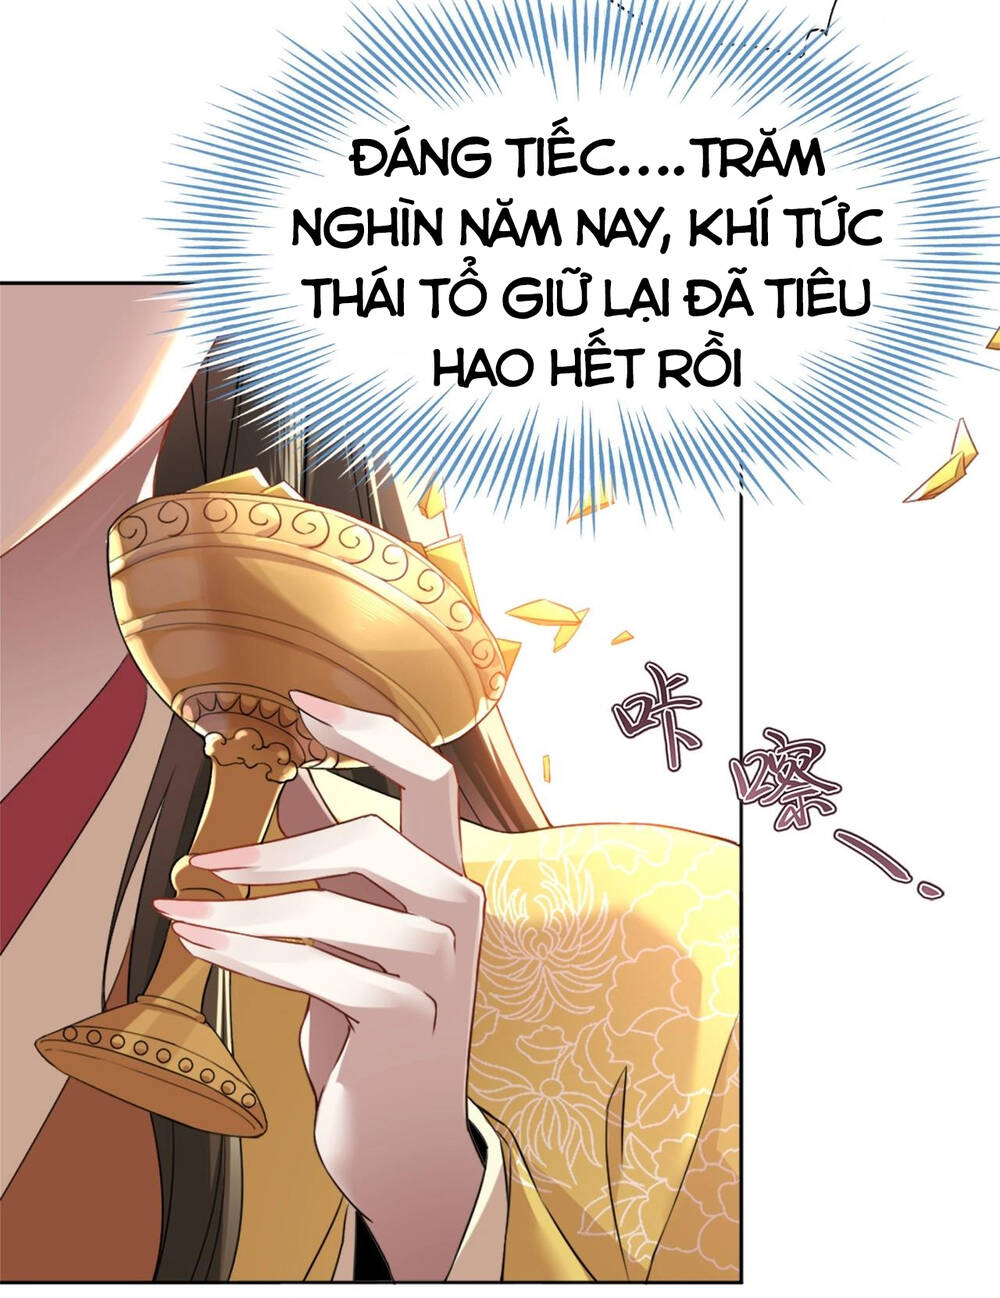 ĐÁNG TIẾC....TRĂM
NGHÌN NĂM NAY, KHÍ TỨC
THÁI TỔ GIỮ LẠI ĐÃ TIÊU
HAO HẾT RỒI
咔嚓—